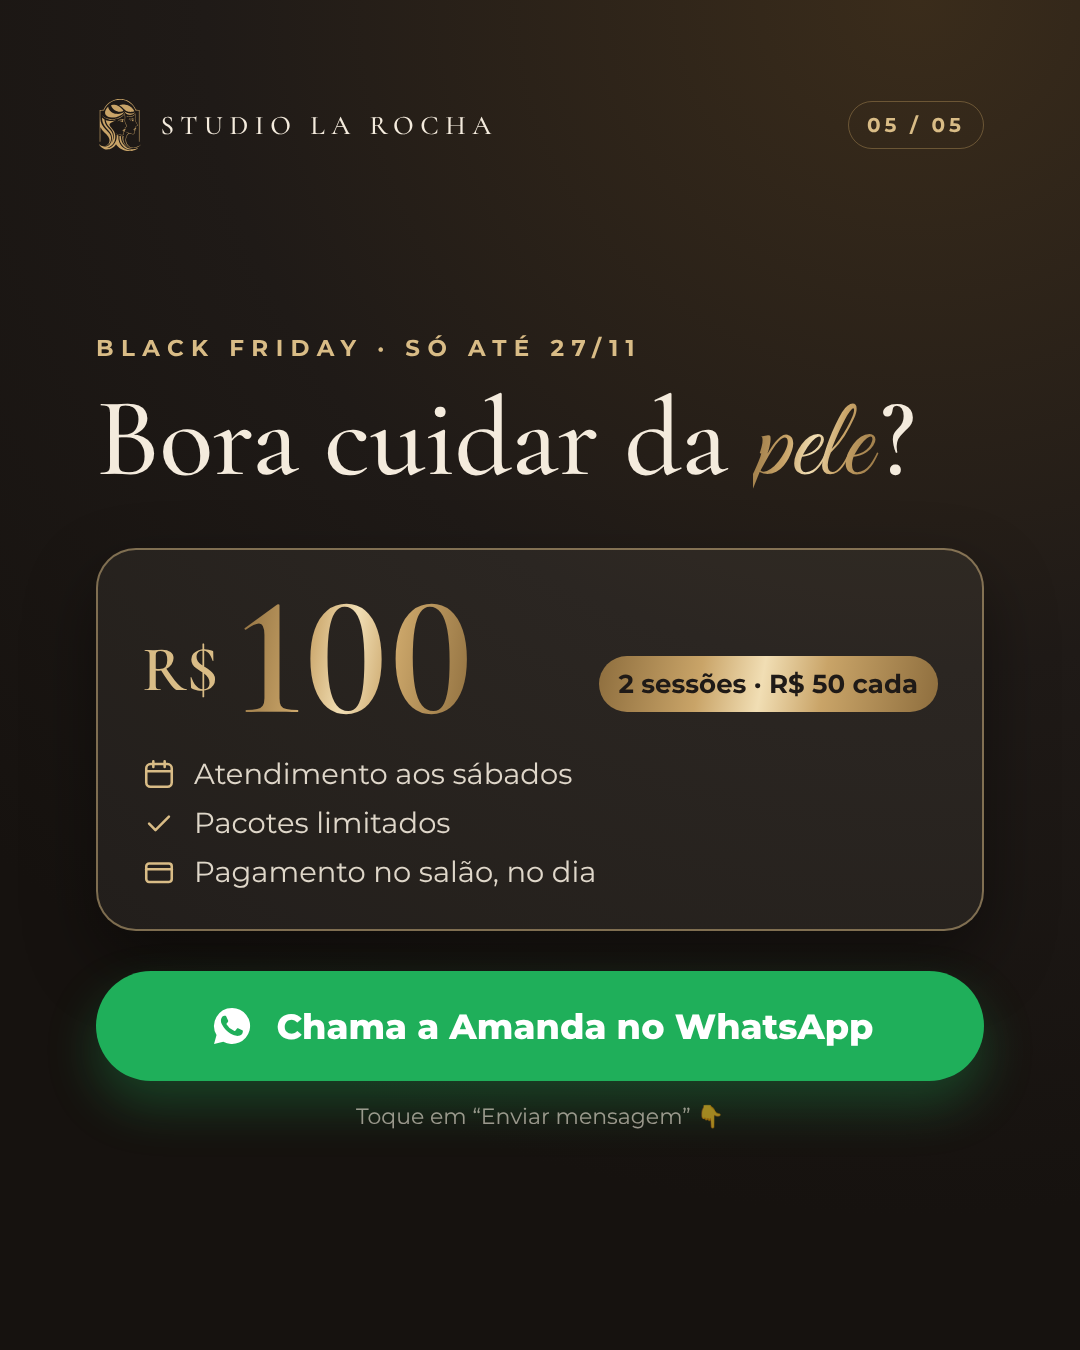 STUDIO LA ROCHA
05 / 05
BLACK FRIDAY · SÓ ATÉ 27/11
Bora cuidar da pele?
R$ 100
2 sessões · R$ 50 cada
Atendimento aos sábados
Pacotes limitados
Pagamento no salão, no dia
Chama a Amanda no WhatsApp
Toque em “Enviar mensagem” 👇